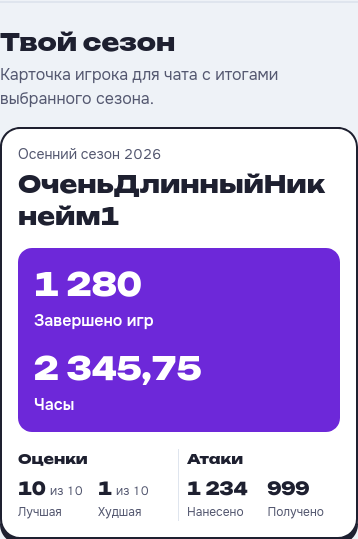 Твой сезон
Карточка игрока для чата с итогами
выбранного сезона.
Осенний сезон 2026
ОченьДлинныйНик
нейм1
1 280
Завершено игр
2 345,75
Часы
Оценки
10 из 10 1 из 10
Лучшая Худшая
Атаки
1 234 999
Нанесено Получено